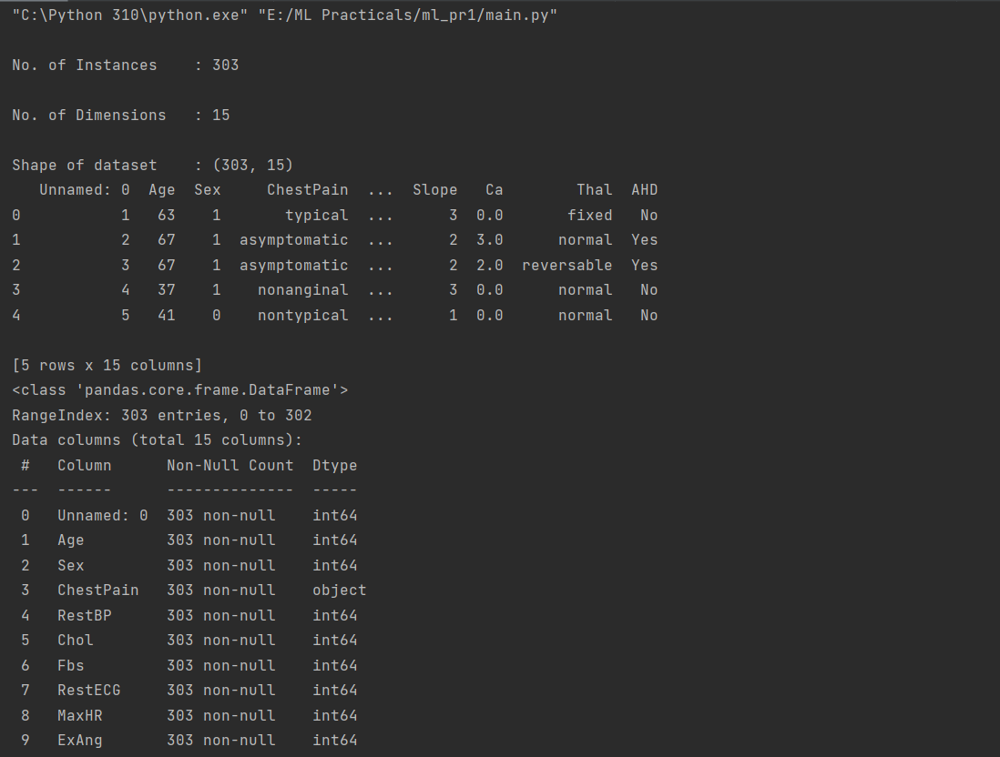 "C:\Python 310\python.exe" "E:/ML Practicals/ml_pr1/main.py"
No. of Instances    : 303
No. of Dimensions   : 15
Shape of dataset    : (303, 15)
   Unnamed: 0  Age  Sex     ChestPain  ...  Slope   Ca        Thal  AHD
0           1   63    1       typical  ...      3  0.0       fixed   No
1           2   67    1  asymptomatic  ...      2  3.0      normal  Yes
2           3   67    1  asymptomatic  ...      2  2.0  reversable  Yes
3           4   37    1    nonanginal  ...      3  0.0      normal   No
4           5   41    0    nontypical  ...      1  0.0      normal   No
[5 rows x 15 columns]
<class 'pandas.core.frame.DataFrame'>
RangeIndex: 303 entries, 0 to 302
Data columns (total 15 columns):
 #   Column      Non-Null Count  Dtype
---  ------      --------------  -----
 0   Unnamed: 0  303 non-null    int64
 1   Age         303 non-null    int64
 2   Sex         303 non-null    int64
 3   ChestPain   303 non-null    object
 4   RestBP      303 non-null    int64
 5   Chol        303 non-null    int64
 6   Fbs         303 non-null    int64
 7   RestECG     303 non-null    int64
 8   MaxHR       303 non-null    int64
 9   ExAng       303 non-null    int64